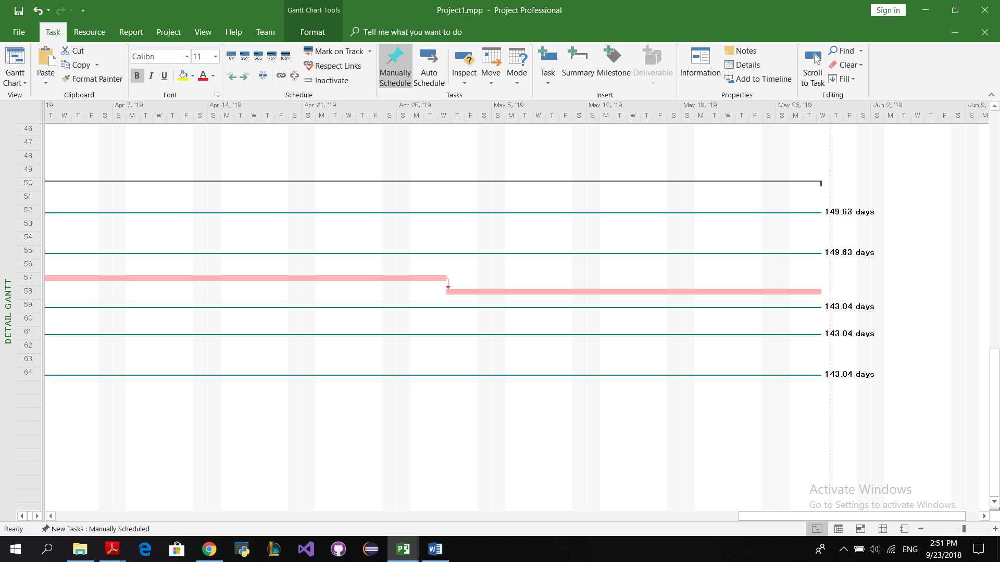 Gantt Chart Tools
Project1.mpp - Project Professional
Sign in
File Task Resource Report Project View Help Team Format Tell me what you want to do
Gantt Chart
View
Paste
Cut
Copy
Format Painter
Clipboard
Calibri 11
B I U A
Font
0% 25% 50% 75% 100%
Mark on Track
Respect Links
Inactivate
Schedule
Manually Schedule
Auto Schedule
Inspect
Move
Mode
Tasks
Task
Summary
Milestone
Deliverable
Insert
Information
Notes
Details
Add to Timeline
Properties
Scroll to Task
Find
Clear
Fill
Editing
'19 Apr 7, '19 Apr 14, '19 Apr 21, '19 Apr 28, '19 May 5, '19 May 12, '19 May 19, '19 May 26, '19 Jun 2, '19 Jun 9, '
T W T F S S M T W T F S S M T W T F S S M T W T F S S M T W T F S S M T W T F S S M T W T F S S M T W T F S S M T W T F S S M T W T F S S M
DETAIL GANTT
46
47
48
49
50
51
52 149.63 days
53
54
55 149.63 days
56
57
58
59 143.04 days
60
61 143.04 days
62
63
64 143.04 days
Activate Windows
Go to Settings to activate Windows.
Ready New Tasks : Manually Scheduled
ENG
2:51 PM
9/23/2018